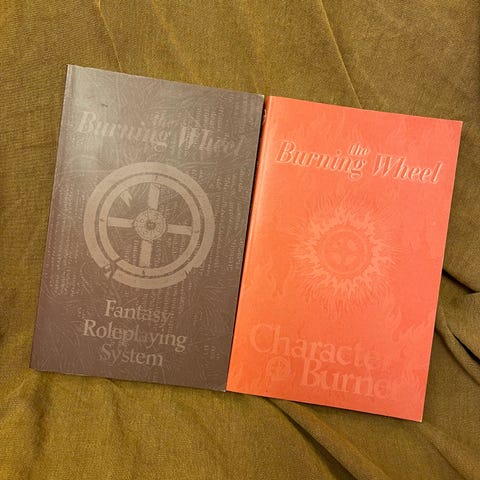 the
Burning Wheel
Fantasy
Roleplaying
System
the
Burning Wheel
Character
Burner